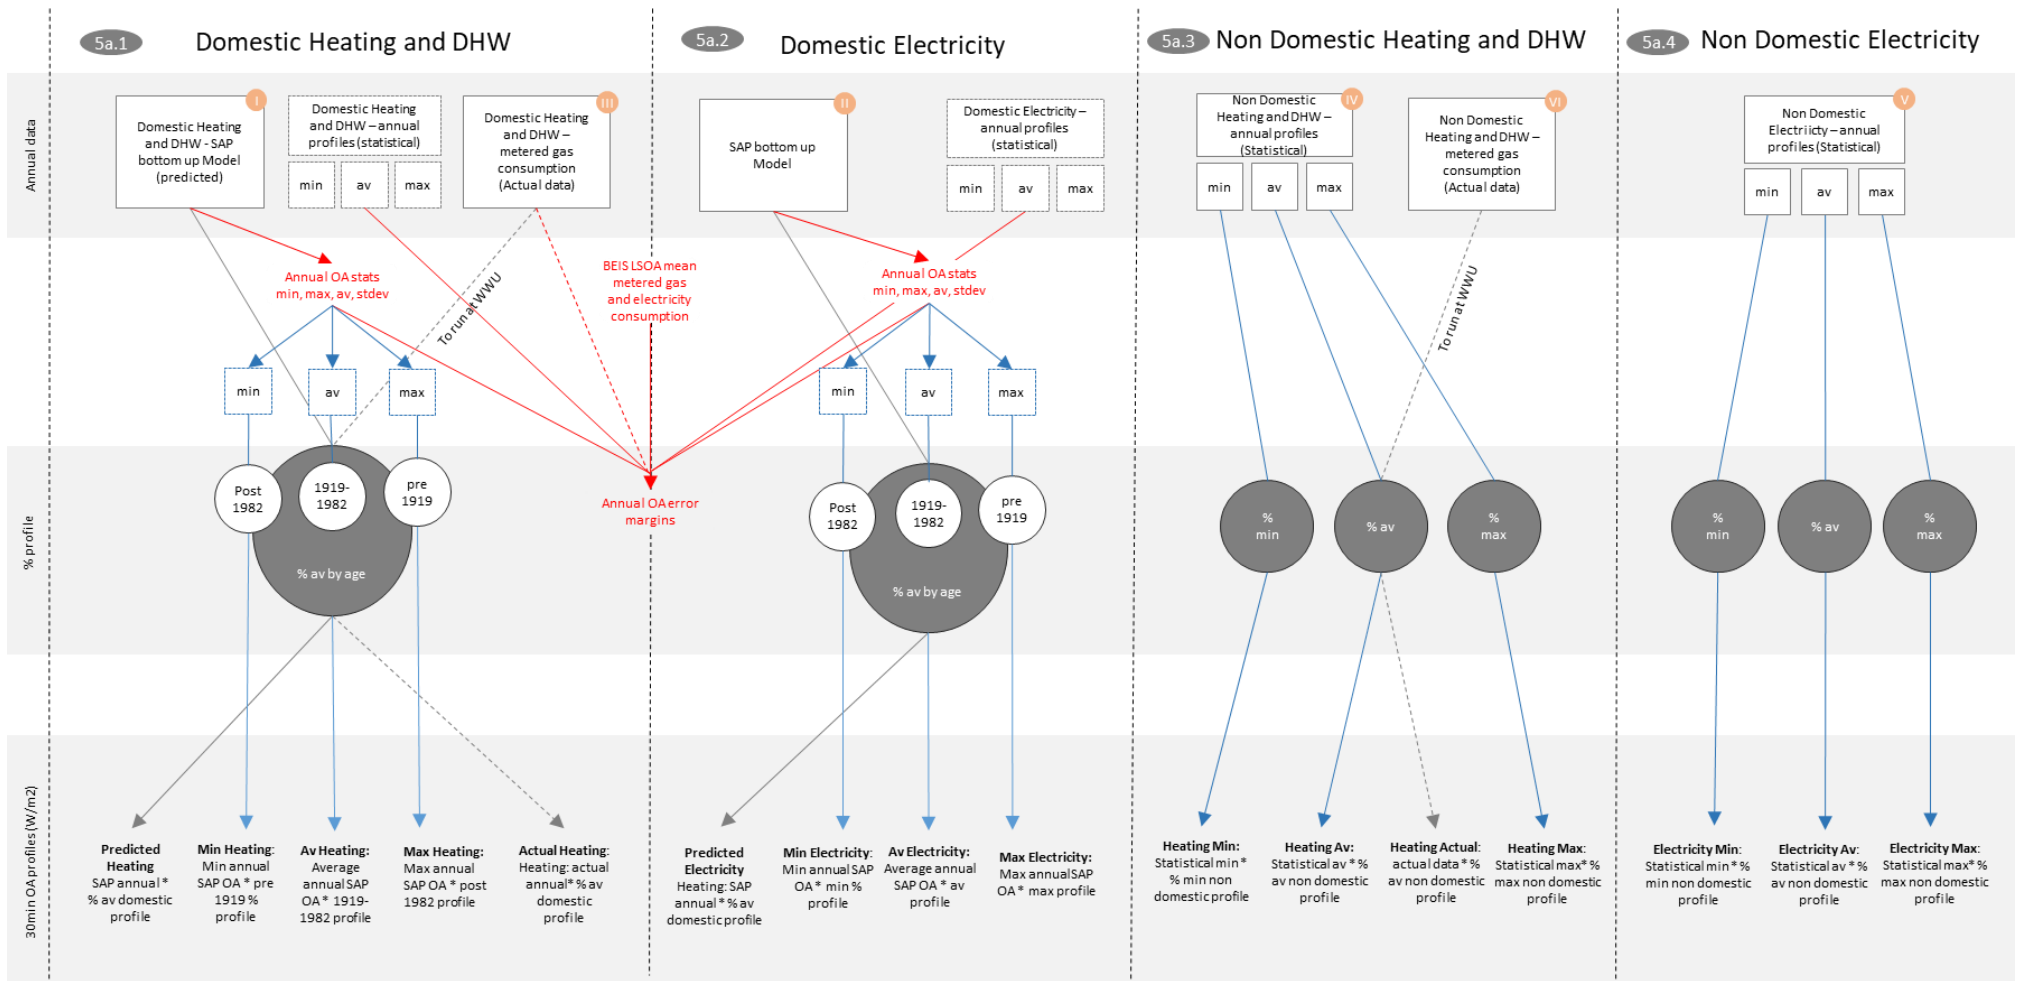 5a.1
Domestic Heating and DHW
5a.2
Domestic Electricity
5a.3
Non Domestic Heating and DHW
5a.4
Non Domestic Electricity
Annual data
I
Domestic Heating
and DHW - SAP
bottom up Model
(predicted)
Domestic Heating
and DHW – annual
profiles (statistical)
min
av
max
III
Domestic Heating
and DHW –
metered gas
consumption
(Actual data)
II
SAP bottom up
Model
Domestic Electricity –
annual profiles
(statistical)
min
av
max
IV
Non Domestic
Heating and DHW –
annual profiles
(Statistical)
min
av
max
VI
Non Domestic
Heating and DHW –
metered gas
consumption
(Actual data)
V
Non Domestic
Electriicty – annual
profiles (Statistical)
min
av
max
Annual OA stats
min, max, av, stdev
To run at WWU
BEIS LSOA mean
metered gas
and electricity
consumption
Annual OA stats
min, max, av, stdev
To run at WWU
min
av
max
min
av
max
% profile
Post
1982
1919-
1982
pre
1919
% av by age
Annual OA error
margins
Post
1982
1919-
1982
pre
1919
% av by age
%
min
% av
%
max
%
min
% av
%
max
30min OA profiles (W/m2)
Predicted
Heating
SAP annual *
% av domestic
profile
Min Heating:
Min annual
SAP OA * pre
1919 %
profile
Av Heating:
Average
annual SAP
OA * 1919-
1982 profile
Max Heating:
Max annual
SAP OA * post
1982 profile
Actual Heating:
Heating: actual
annual* % av
domestic
profile
Predicted
Electricity
Heating: SAP
annual * % av
domestic profile
Min Electricity:
Min annual SAP
OA * min %
profile
Av Electricity:
Average annual
SAP OA * av
profile
Max Electricity:
Max annual SAP
OA * max profile
Heating Min:
Statistical min *
% min non
domestic profile
Heating Av:
Statistical av * %
av non domestic
profile
Heating Actual:
actual data * %
av non domestic
profile
Heating Max:
Statistical max* %
max non domestic
profile
Electricity Min:
Statistical min * %
min non domestic
profile
Electricity Av:
Statistical av * %
av non domestic
profile
Electricity Max:
Statistical max* %
max non domestic
profile